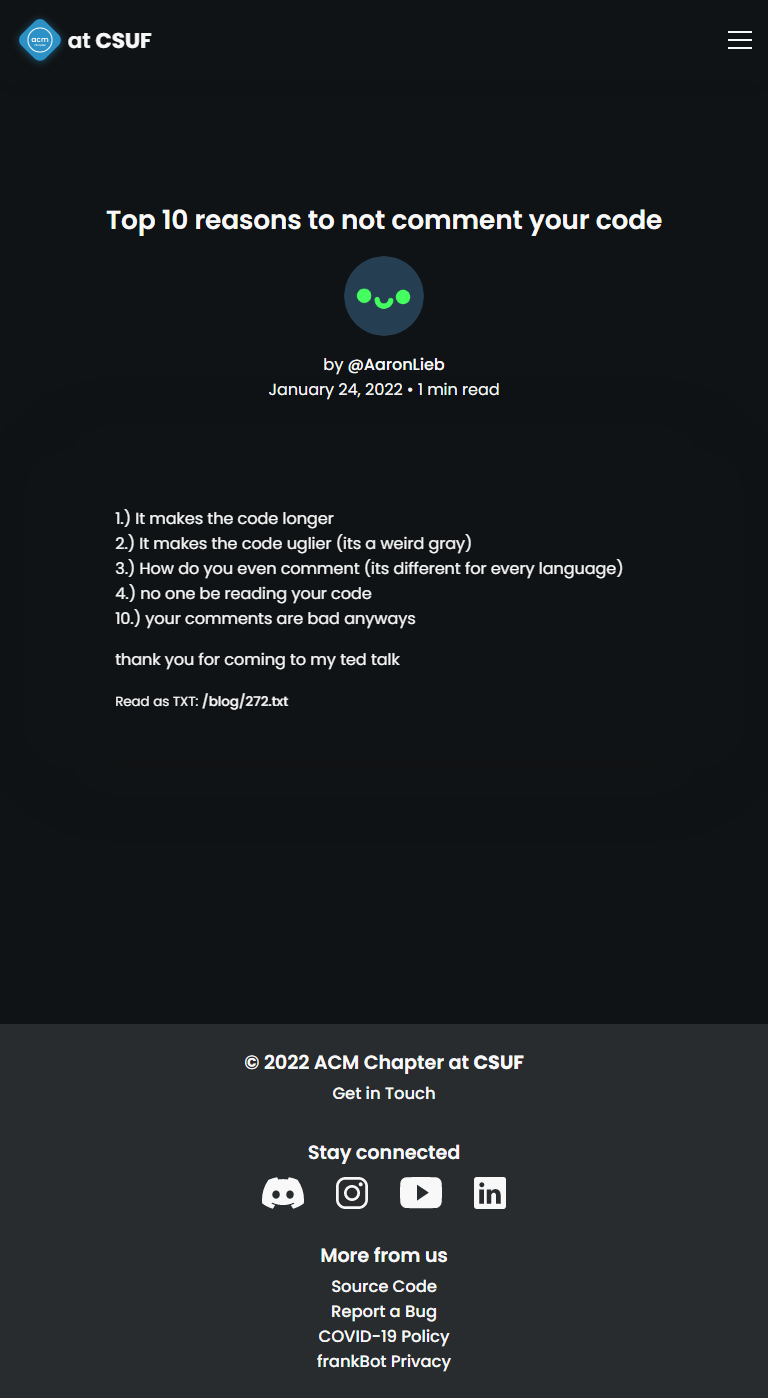 acm
at CSUF
Top 10 reasons to not comment your code
by @AaronLieb
January 24, 2022 • 1 min read
1.) It makes the code longer
2.) It makes the code uglier (its a weird gray)
3.) How do you even comment (its different for every language)
4.) no one be reading your code
10.) your comments are bad anyways
thank you for coming to my ted talk
Read as TXT: /blog/272.txt
© 2022 ACM Chapter at CSUF
Get in Touch
Stay connected
in
More from us
Source Code
Report a Bug
COVID-19 Policy
frankBot Privacy